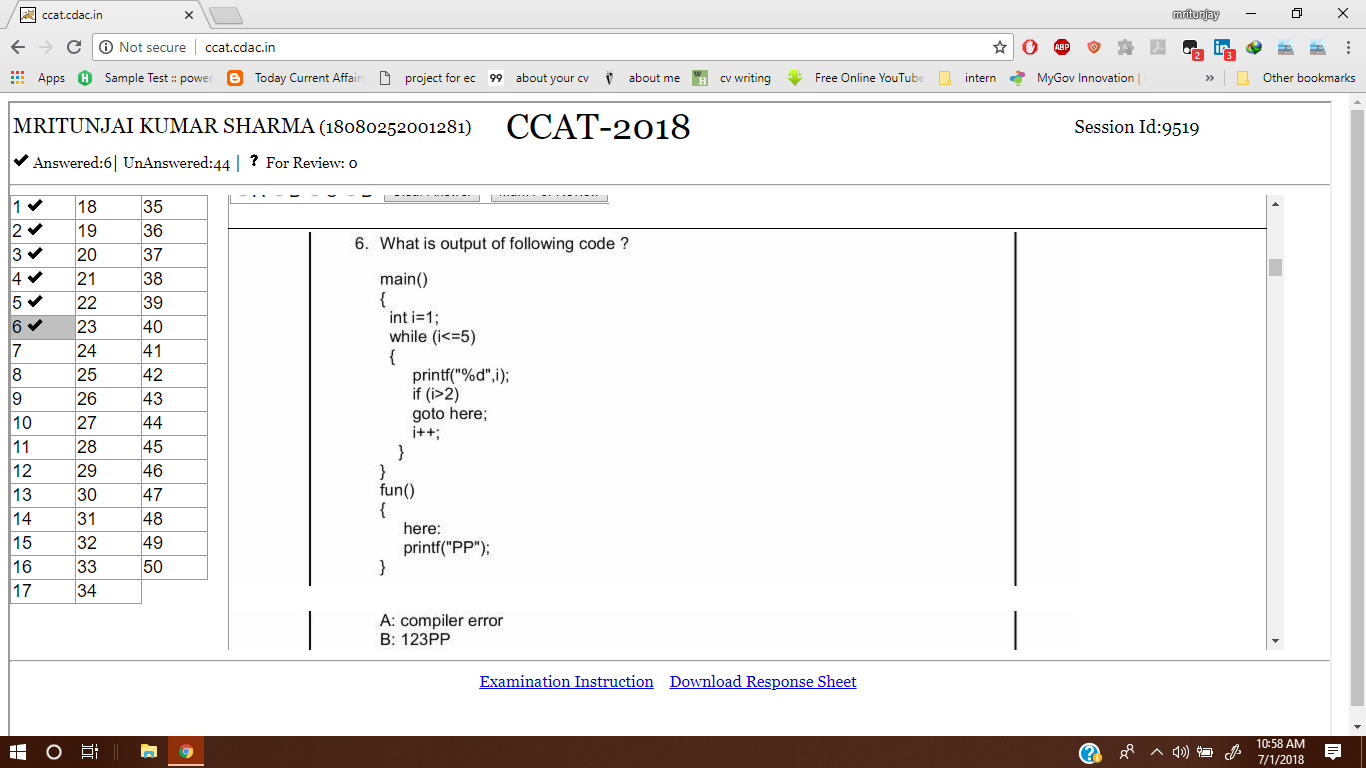 ccat.cdac.in
mritunjay
Not secure
ccat.cdac.in
ABP
2
3
Apps
Sample Test :: power
Today Current Affair
project for ec
99
about your cv
about me
cv writing
Free Online YouTube
intern
MyGov Innovation |
»
Other bookmarks
MRITUNJAI KUMAR SHARMA (18080252001281)
CCAT-2018
Session Id:9519
Answered:6| UnAnswered:44 | ? For Review: 0
1 18 35
2 19 36
3 20 37
4 21 38
5 22 39
6 23 40
7 24 41
8 25 42
9 26 43
10 27 44
11 28 45
12 29 46
13 30 47
14 31 48
15 32 49
16 33 50
17 34
6. What is output of following code ?
main()
{
int i=1;
while (i<=5)
{
printf("%d",i);
if (i>2)
goto here;
i++;
}
}
fun()
{
here:
printf("PP");
}
A: compiler error
B: 123PP
Examination Instruction Download Response Sheet
10:58 AM
7/1/2018